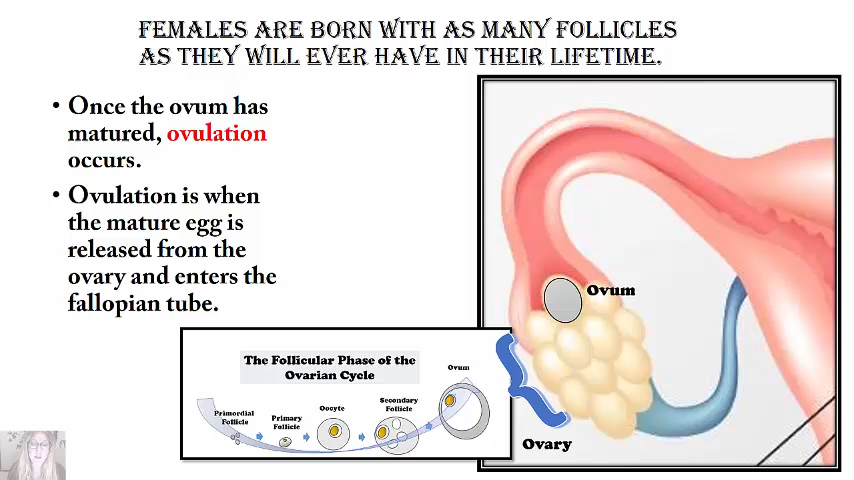 FEMALES ARE BORN WITH AS MANY FOLLICLES
AS THEY WILL EVER HAVE IN THEIR LIFETIME.
• Once the ovum has
matured, ovulation
occurs.
• Ovulation is when
the mature egg is
released from the
ovary and enters the
fallopian tube.
Ovum
Ovary
The Follicular Phase of the
Ovarian Cycle
Primordial
Follicle
Primary
Follicle
Oocyte
Secondary
Follicle
Ovum